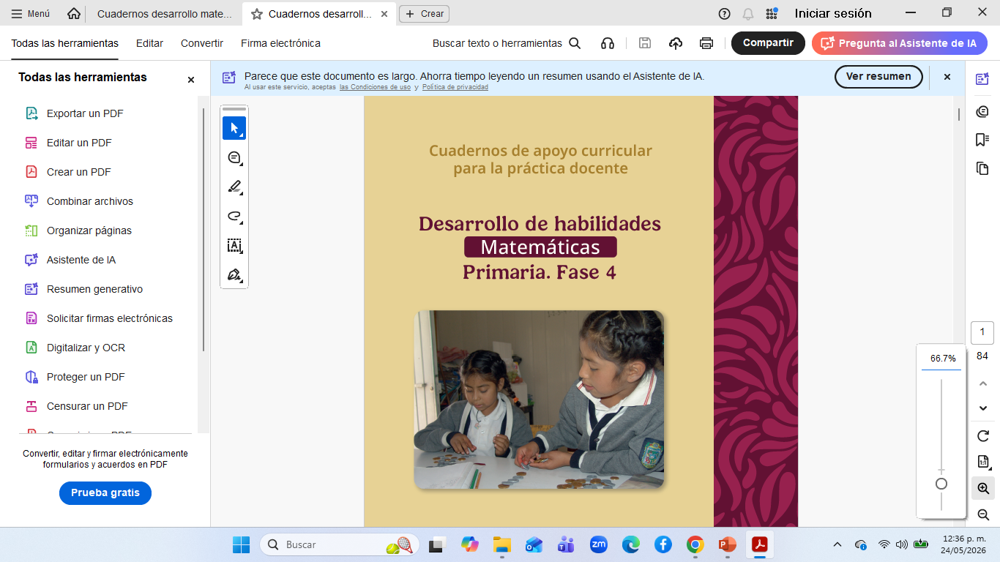 Menú
Cuadernos desarrollo mate...
Cuadernos desarroll...
Crear
Iniciar sesión
Todas las herramientas
Editar
Convertir
Firma electrónica
Buscar texto o herramientas
Compartir
Pregunta al Asistente de IA
Todas las herramientas
Parece que este documento es largo. Ahorra tiempo leyendo un resumen usando el Asistente de IA.
Al usar este servicio, aceptas las Condiciones de uso y Política de privacidad
Ver resumen
Exportar un PDF
Editar un PDF
Crear un PDF
Combinar archivos
Organizar páginas
Asistente de IA
Resumen generativo
Solicitar firmas electrónicas
Digitalizar y OCR
Proteger un PDF
Censurar un PDF
Convertir, editar y firmar electrónicamente
formularios y acuerdos en PDF
Prueba gratis
Cuadernos de apoyo curricular
para la práctica docente
Desarrollo de habilidades
Matemáticas
Primaria. Fase 4
1
84
66.7%
Buscar
zm
12:36 p. m.
24/05/2026